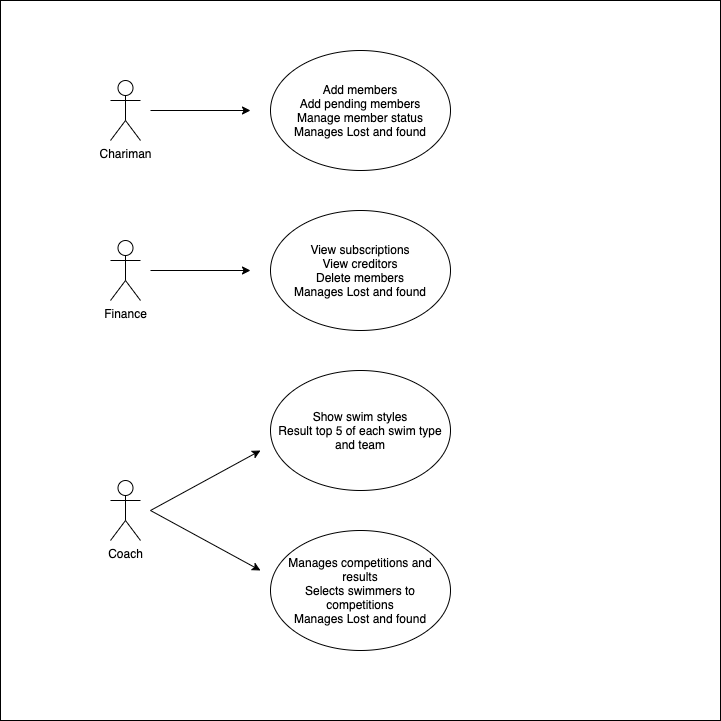 Add members
Add pending members
Manage member status
Manages Lost and found
Chariman
View subscriptions
View creditors
Delete members
Manages Lost and found
Finance
Show swim styles
Result top 5 of each swim type
and team
Coach
Manages competitions and
results
Selects swimmers to
competitions
Manages Lost and found